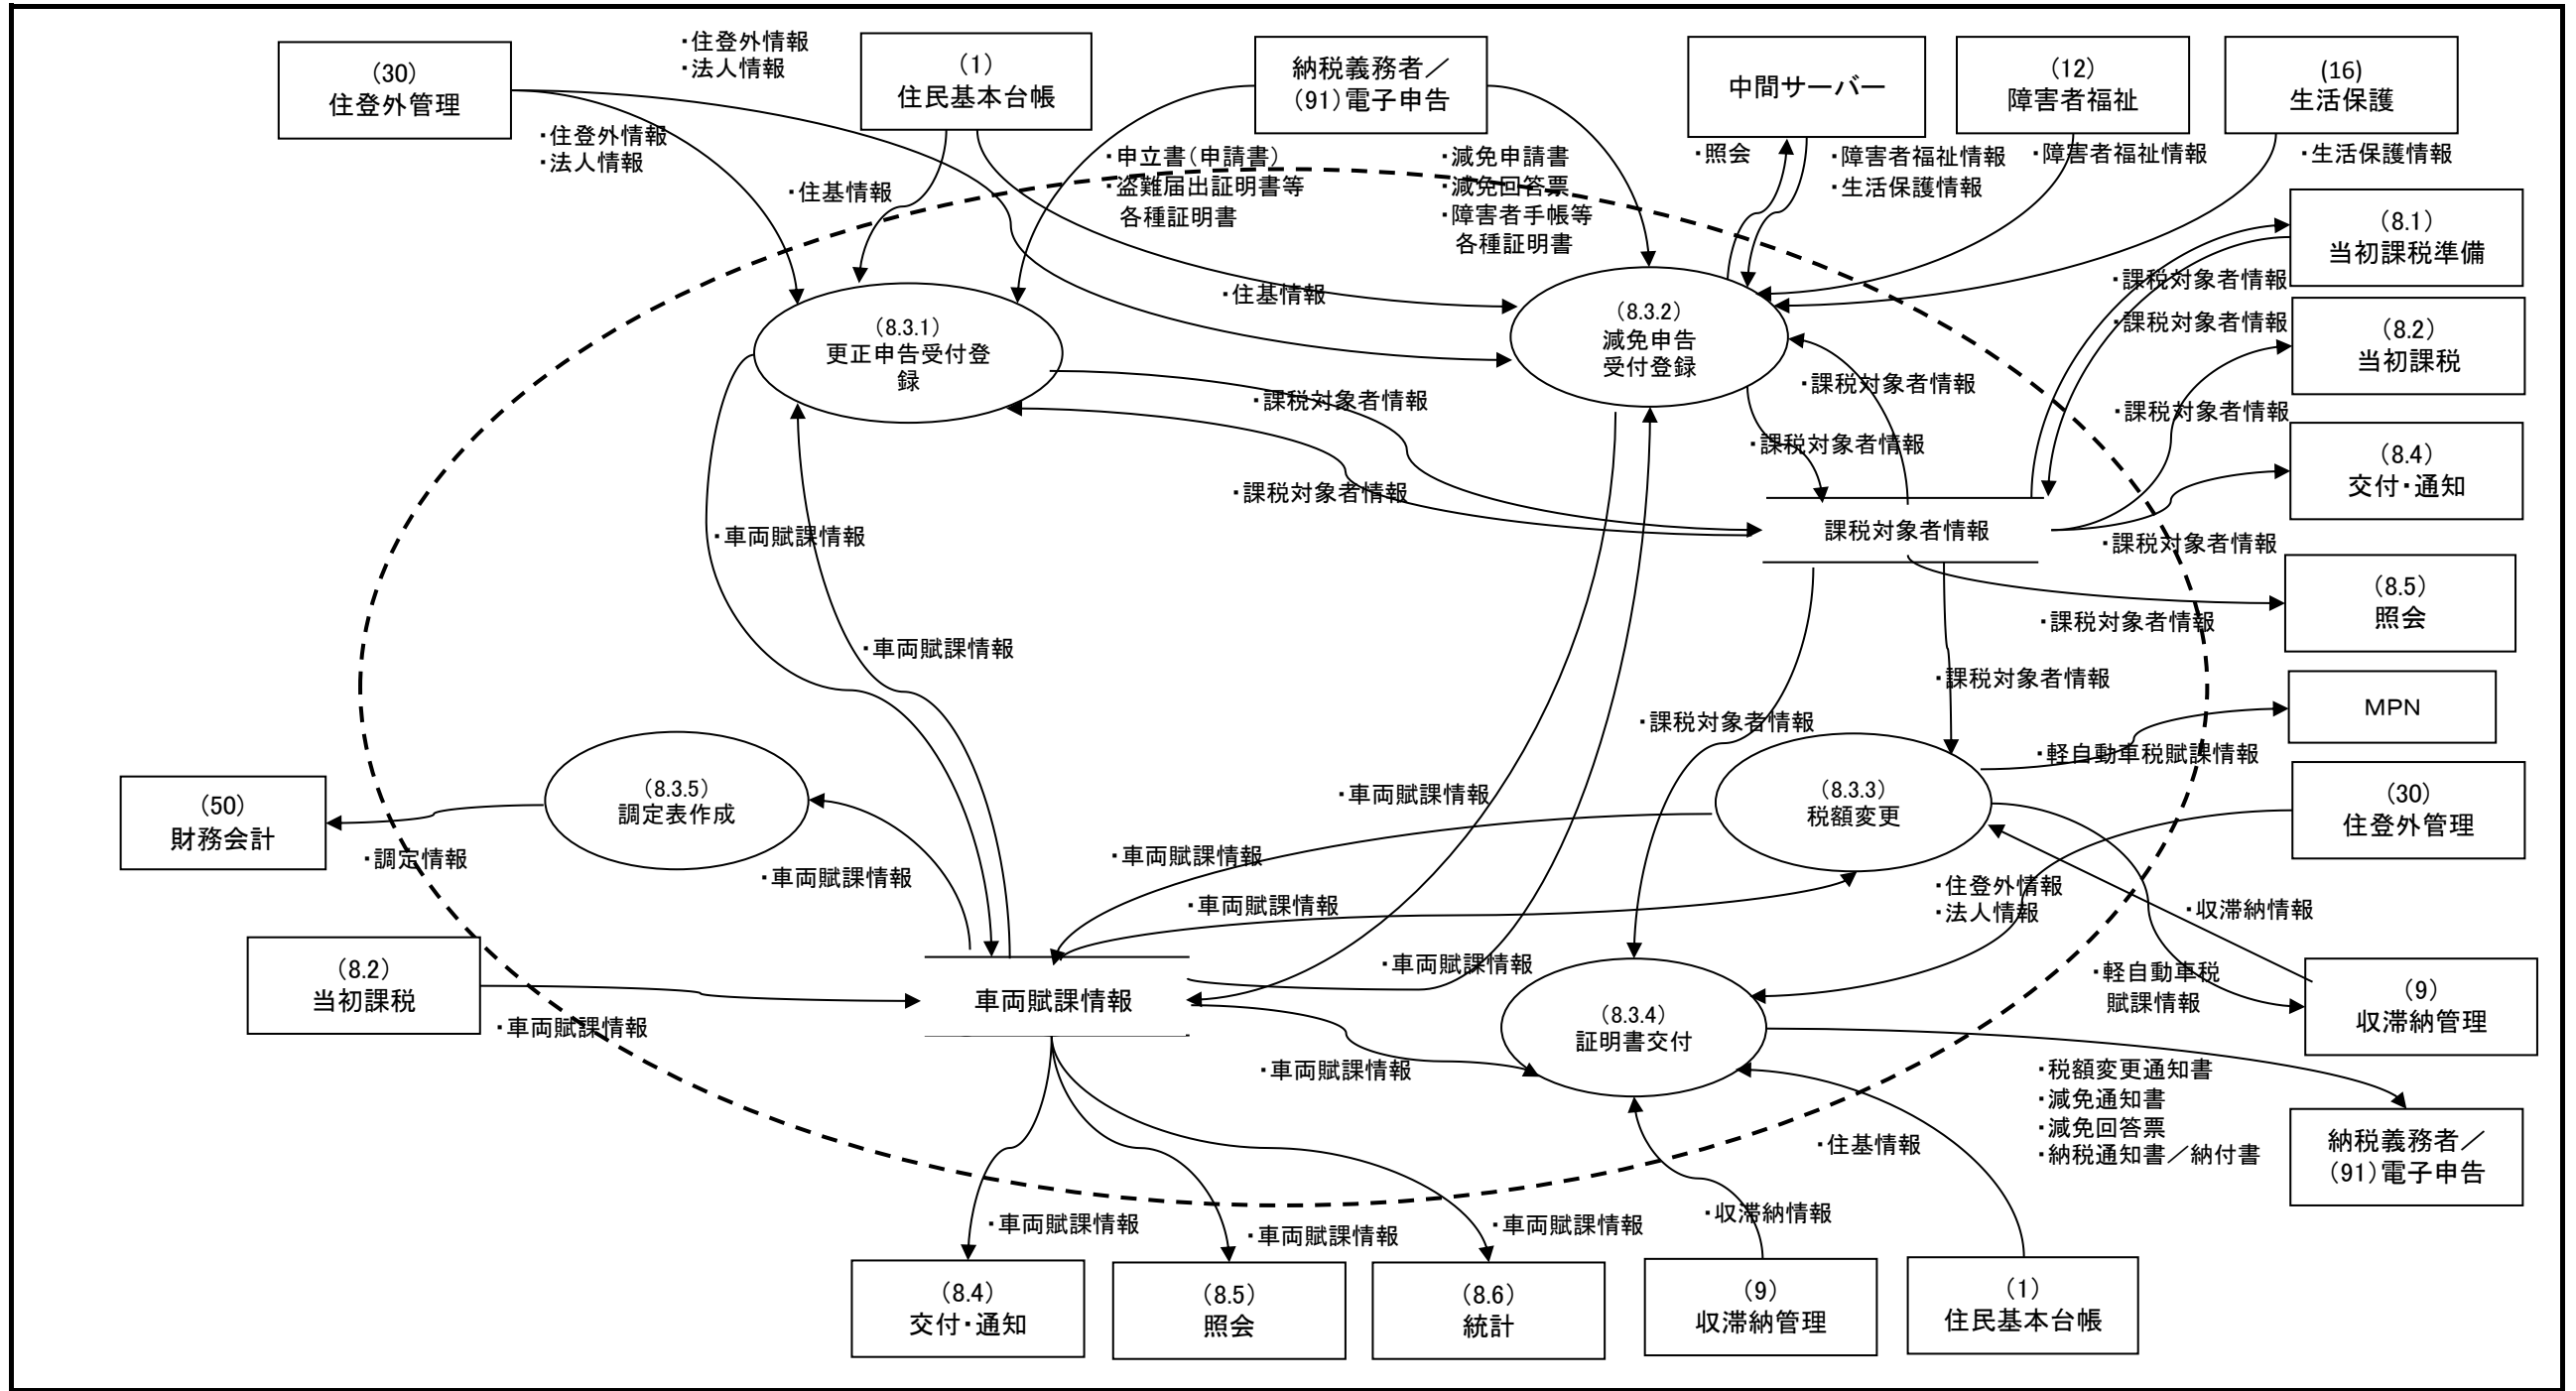 (30)
住登外管理
・住登外情報
・法人情報
(1)
住民基本台帳
納税義務者／
(91)電子申告
中間サーバー
(12)
障害者福祉
(16)
生活保護
・住登外情報
・法人情報
・住基情報
・申立書(申請書)
・盗難届出証明書等
各種証明書
・減免申請書
・減免回答票
・障害者手帳等
各種証明書
・照会
・障害者福祉情報
・生活保護情報
・障害者福祉情報
・生活保護情報
(8.1)
当初課税準備
・課税対象者情報
・住基情報
(8.3.1)
更正申告受付登
録
(8.3.2)
減免申告
受付登録
・課税対象者情報
(8.2)
当初課税
・課税対象者情報
・課税対象者情報
・課税対象者情報
・課税対象者情報
(8.4)
交付・通知
・課税対象者情報
・車両賦課情報
課税対象者情報
・課税対象者情報
(8.5)
照会
・課税対象者情報
・車両賦課情報
・課税対象者情報
MPN
・課税対象者情報
・軽自動車税賦課情報
(50)
財務会計
(8.3.5)
調定表作成
・車両賦課情報
(8.3.3)
税額変更
(30)
住登外管理
・調定情報
・車両賦課情報
・車両賦課情報
・車両賦課情報
・住登外情報
・法人情報
・収滞納情報
(8.2)
当初課税
・車両賦課情報
車両賦課情報
・車両賦課情報
(8.3.4)
証明書交付
・軽自動車税
賦課情報
(9)
収滞納管理
・車両賦課情報
・税額変更通知書
・減免通知書
・減免回答票
・納税通知書／納付書
・住基情報
納税義務者／
(91)電子申告
・車両賦課情報
・車両賦課情報
・車両賦課情報
・収滞納情報
(8.4)
交付・通知
(8.5)
照会
(8.6)
統計
(9)
収滞納管理
(1)
住民基本台帳